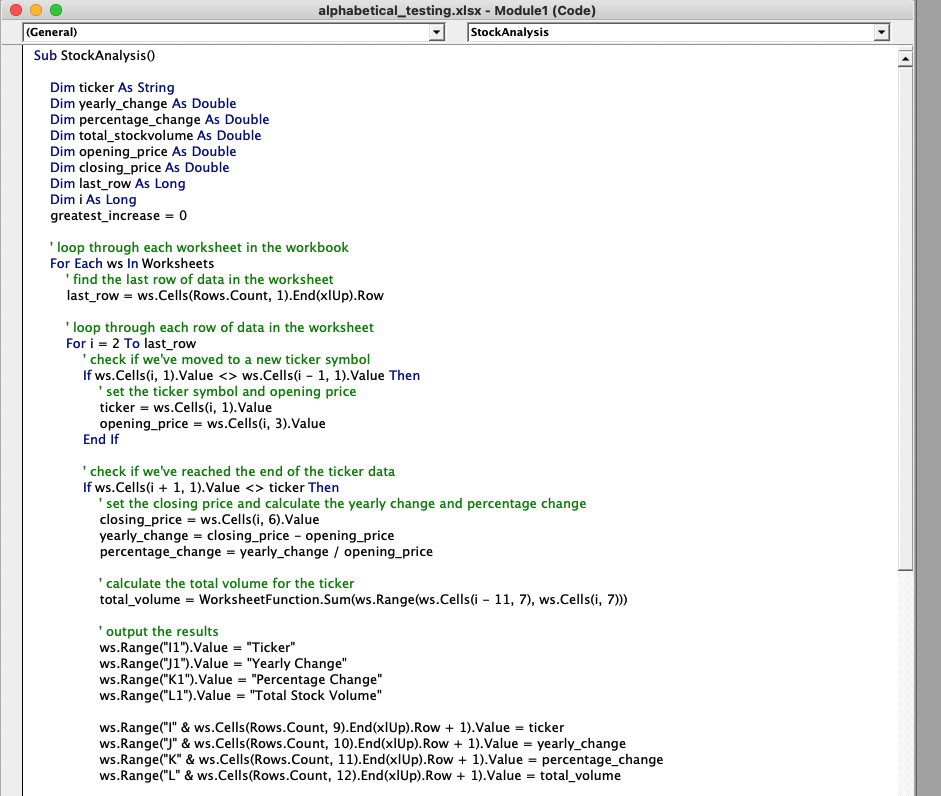 alphabetical_testing.xlsx - Module1 (Code)
(General) StockAnalysis
Sub StockAnalysis()
Dim ticker As String
Dim yearly_change As Double
Dim percentage_change As Double
Dim total_stockvolume As Double
Dim opening_price As Double
Dim closing_price As Double
Dim last_row As Long
Dim i As Long
greatest_increase = 0
' loop through each worksheet in the workbook
For Each ws In Worksheets
' find the last row of data in the worksheet
last_row = ws.Cells(Rows.Count, 1).End(xlUp).Row
' loop through each row of data in the worksheet
For i = 2 To last_row
' check if we've moved to a new ticker symbol
If ws.Cells(i, 1).Value <> ws.Cells(i - 1, 1).Value Then
' set the ticker symbol and opening price
ticker = ws.Cells(i, 1).Value
opening_price = ws.Cells(i, 3).Value
End If
' check if we've reached the end of the ticker data
If ws.Cells(i + 1, 1).Value <> ticker Then
' set the closing price and calculate the yearly change and percentage change
closing_price = ws.Cells(i, 6).Value
yearly_change = closing_price - opening_price
percentage_change = yearly_change / opening_price
' calculate the total volume for the ticker
total_volume = WorksheetFunction.Sum(ws.Range(ws.Cells(i - 11, 7), ws.Cells(i, 7)))
' output the results
ws.Range("I1").Value = "Ticker"
ws.Range("J1").Value = "Yearly Change"
ws.Range("K1").Value = "Percentage Change"
ws.Range("L1").Value = "Total Stock Volume"
ws.Range("I" & ws.Cells(Rows.Count, 9).End(xlUp).Row + 1).Value = ticker
ws.Range("J" & ws.Cells(Rows.Count, 10).End(xlUp).Row + 1).Value = yearly_change
ws.Range("K" & ws.Cells(Rows.Count, 11).End(xlUp).Row + 1).Value = percentage_change
ws.Range("L" & ws.Cells(Rows.Count, 12).End(xlUp).Row + 1).Value = total_volume